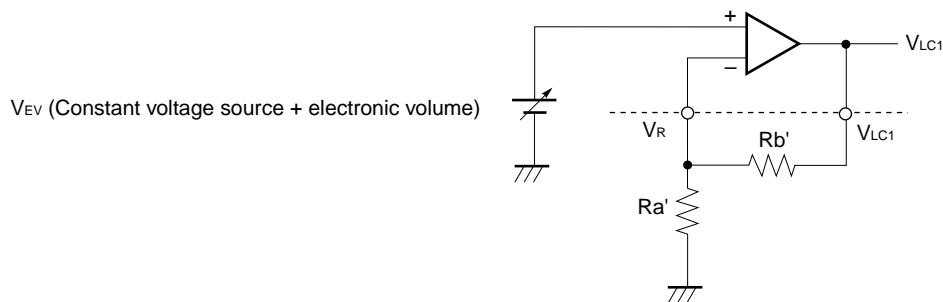 +
VLC1
−
VEV (Constant voltage source + electronic volume)
VR
VLC1
Rb'
Ra'